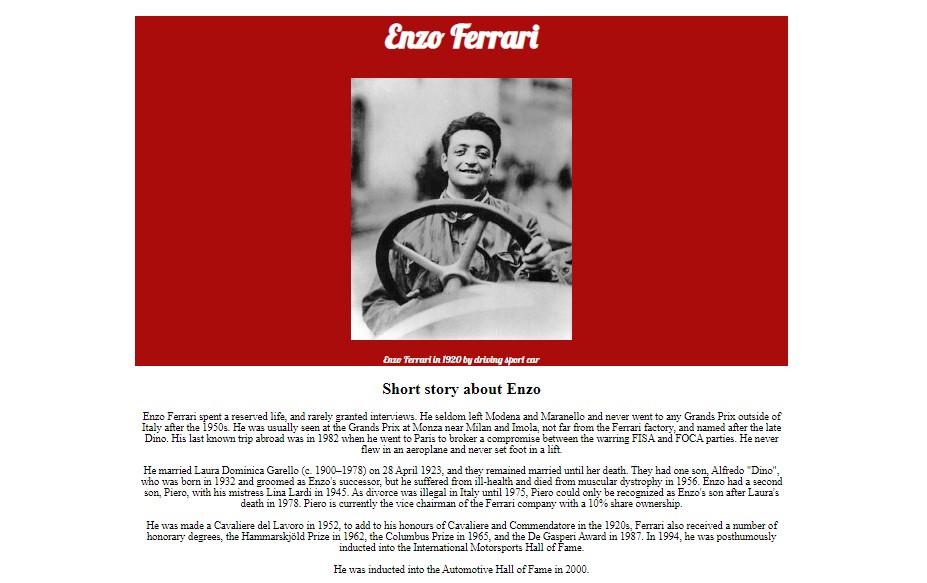 Enzo Ferrari
Enzo Ferrari in 1920 by driving sport car
Short story about Enzo
Enzo Ferrari spent a reserved life, and rarely granted interviews. He seldom left Modena and Maranello and never went to any Grands Prix outside of
Italy after the 1950s. He was usually seen at the Grands Prix at Monza near Milan and Imola, not far from the Ferrari factory, and named after the late
Dino. His last known trip abroad was in 1982 when he went to Paris to broker a compromise between the warring FISA and FOCA parties. He never
flew in an aeroplane and never set foot in a lift.
He married Laura Dominica Garello (c. 1900–1978) on 28 April 1923, and they remained married until her death. They had one son, Alfredo "Dino",
who was born in 1932 and groomed as Enzo's successor, but he suffered from ill-health and died from muscular dystrophy in 1956. Enzo had a second
son, Piero, with his mistress Lina Lardi in 1945. As divorce was illegal in Italy until 1975, Piero could only be recognized as Enzo's son after Laura's
death in 1978. Piero is currently the vice chairman of the Ferrari company with a 10% share ownership.
He was made a Cavaliere del Lavoro in 1952, to add to his honours of Cavaliere and Commendatore in the 1920s, Ferrari also received a number of
honorary degrees, the Hammarskjöld Prize in 1962, the Columbus Prize in 1965, and the De Gasperi Award in 1987. In 1994, he was posthumously
inducted into the International Motorsports Hall of Fame.
He was inducted into the Automotive Hall of Fame in 2000.